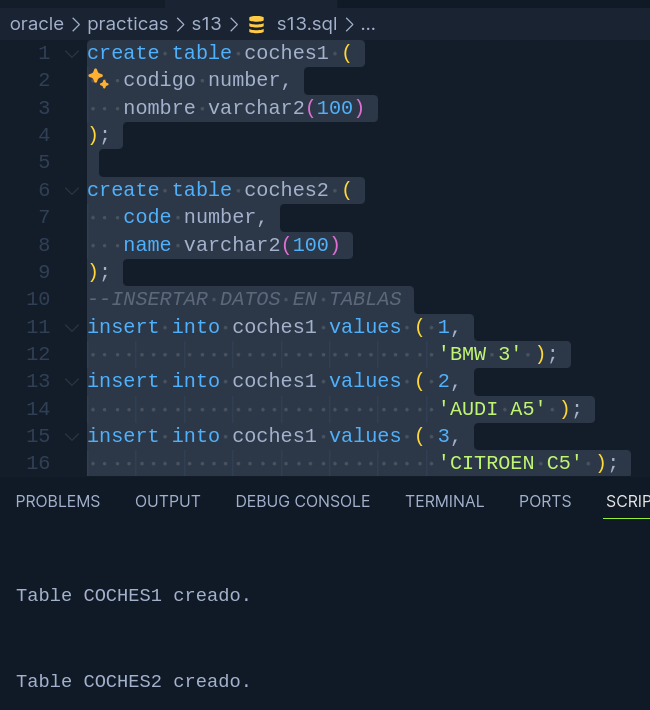 oracle > practicas > s13 > s13.sql > ...
1 create table coches1 (
2 codigo number,
3 nombre varchar2(100)
4 );
5
6 create table coches2 (
7 code number,
8 name varchar2(100)
9 );
10 --INSERTAR DATOS EN TABLAS
11 insert into coches1 values ( 1,
12 'BMW 3' );
13 insert into coches1 values ( 2,
14 'AUDI A5' );
15 insert into coches1 values ( 3,
16 'CITROEN C5' );
PROBLEMS OUTPUT DEBUG CONSOLE TERMINAL PORTS SCRIP
Table COCHES1 creado.
Table COCHES2 creado.